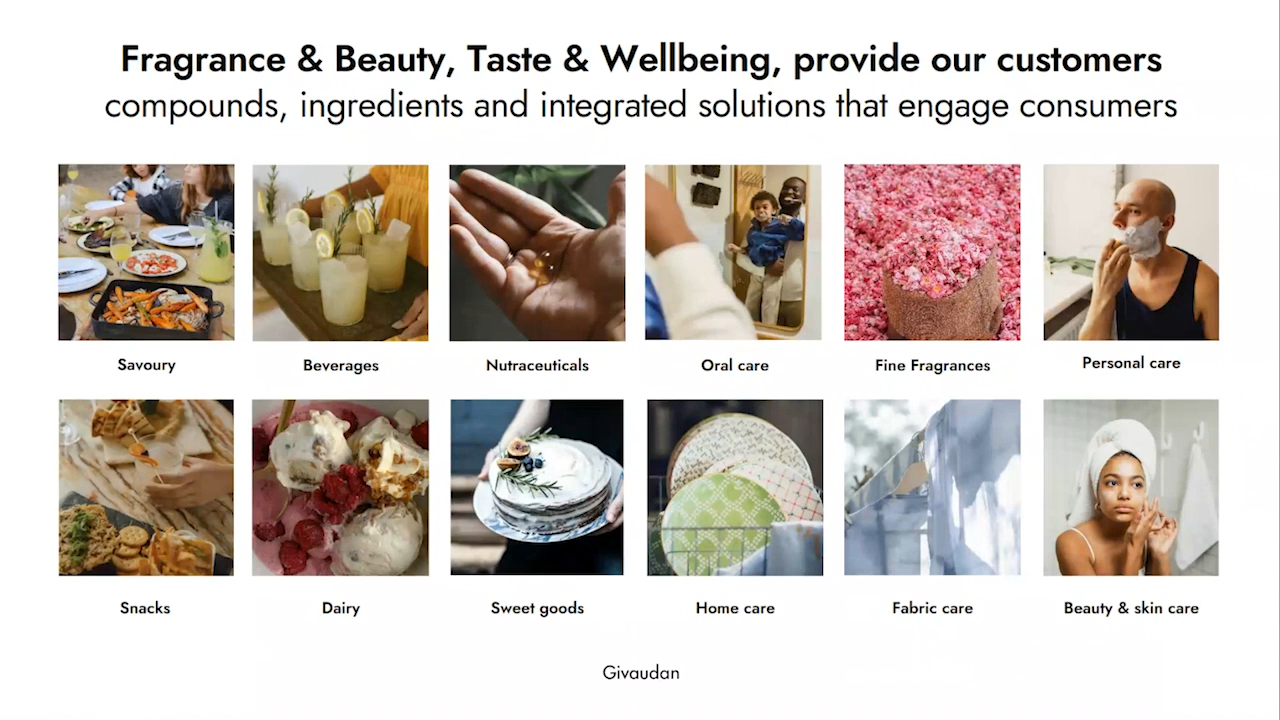 Fragrance & Beauty, Taste & Wellbeing, provide our customers
compounds, ingredients and integrated solutions that engage consumers
Savoury
Beverages
Nutraceuticals
Oral care
Fine Fragrances
Personal care
Snacks
Dairy
Sweet goods
Home care
Fabric care
Beauty & skin care
Givaudan